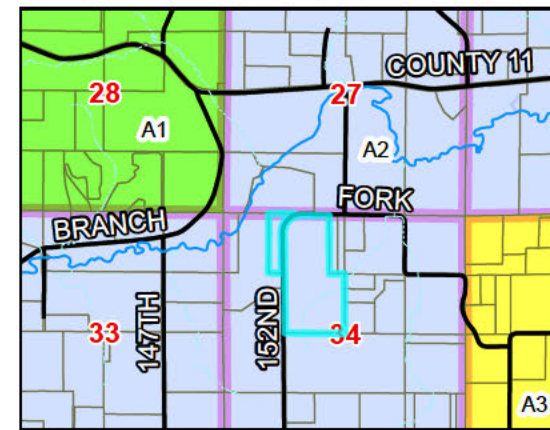 COUNTY 11
28
27
A1
A2
FORK
BRANCH
33
147TH
152ND
34
A3